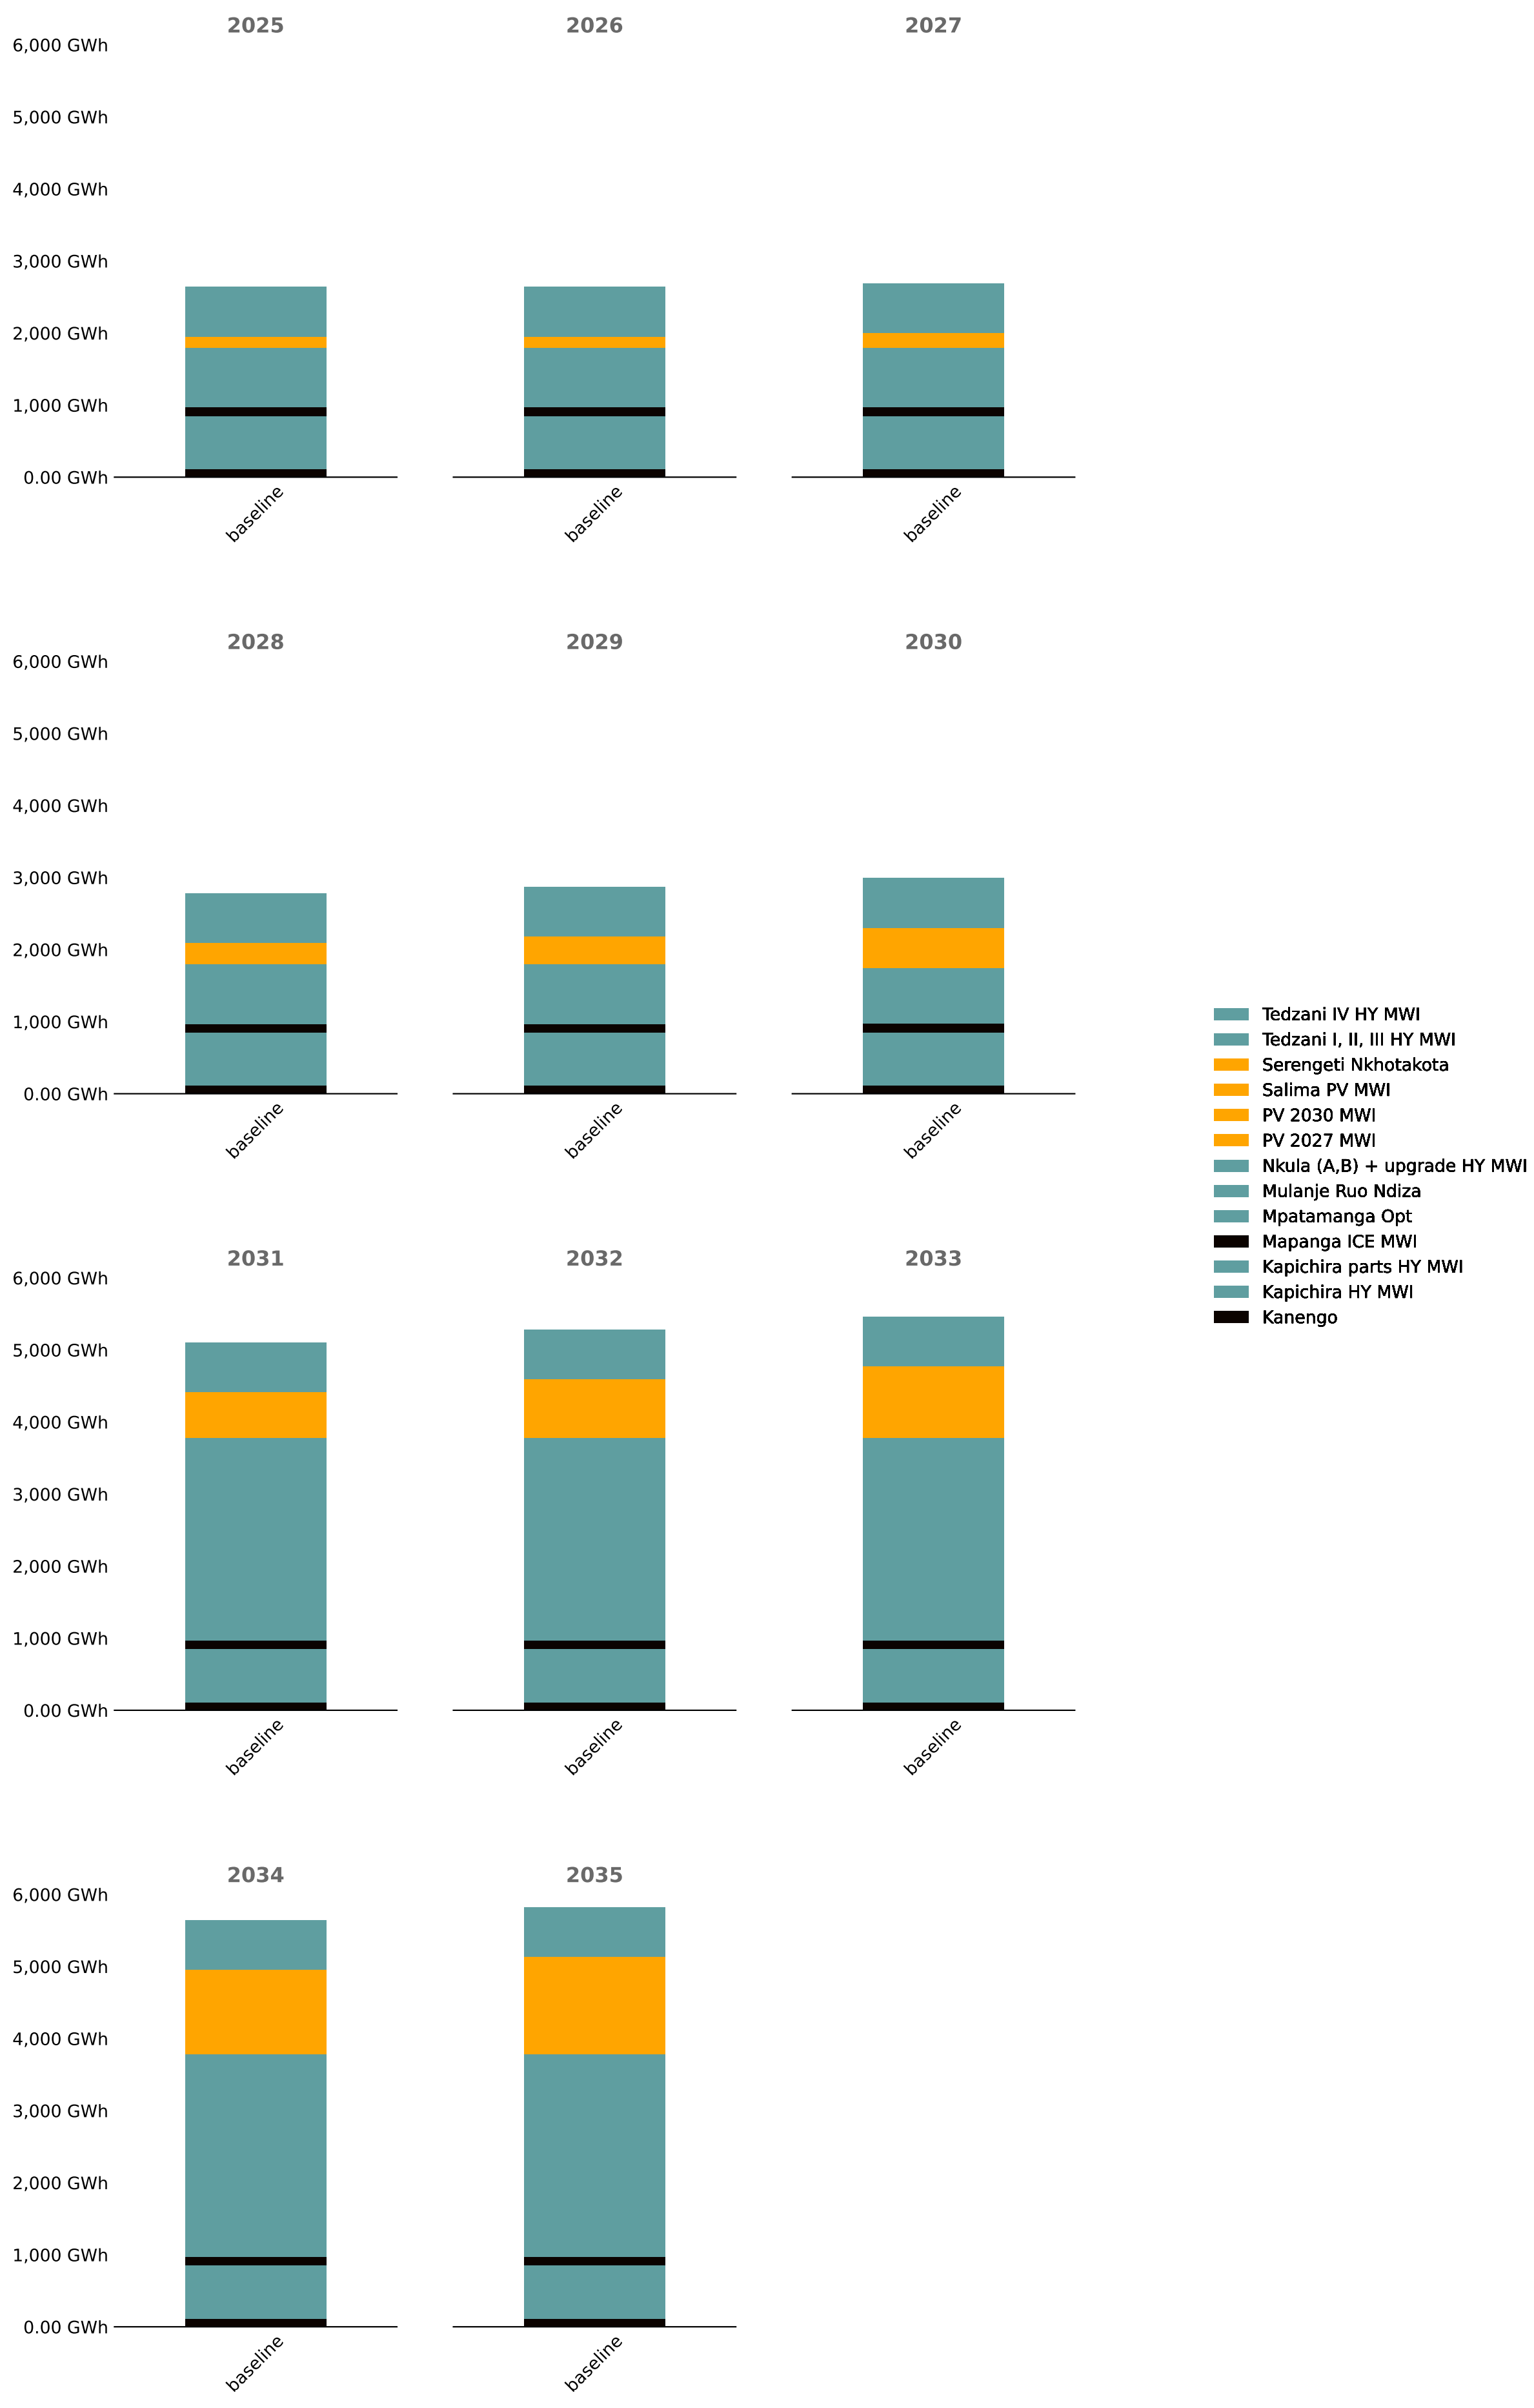 2025 2026 2027
6,000 GWh
5,000 GWh
4,000 GWh
3,000 GWh
2,000 GWh
1,000 GWh
0.00 GWh
baseline baseline baseline
2028 2029 2030
6,000 GWh
5,000 GWh
4,000 GWh
3,000 GWh
2,000 GWh
1,000 GWh
0.00 GWh
baseline baseline baseline
Tedzani IV HY MWI
Tedzani I, II, III HY MWI
Serengeti Nkhotakota
Salima PV MWI
PV 2030 MWI
PV 2027 MWI
Nkula (A,B) + upgrade HY MWI
Mulanje Ruo Ndiza
Mpatamanga Opt
Mapanga ICE MWI
Kapichira parts HY MWI
Kapichira HY MWI
Kanengo
2031 2032 2033
6,000 GWh
5,000 GWh
4,000 GWh
3,000 GWh
2,000 GWh
1,000 GWh
0.00 GWh
baseline baseline baseline
2034 2035
6,000 GWh
5,000 GWh
4,000 GWh
3,000 GWh
2,000 GWh
1,000 GWh
0.00 GWh
baseline baseline